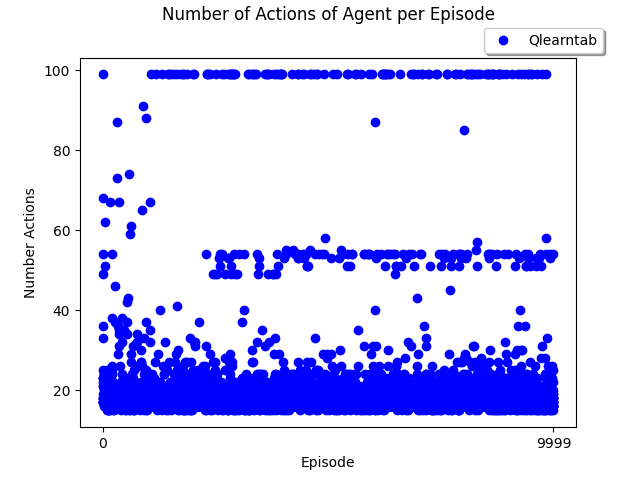 Number of Actions of Agent per Episode
Qlearntab
100
80
60
40
20
Number Actions
0
9999
Episode